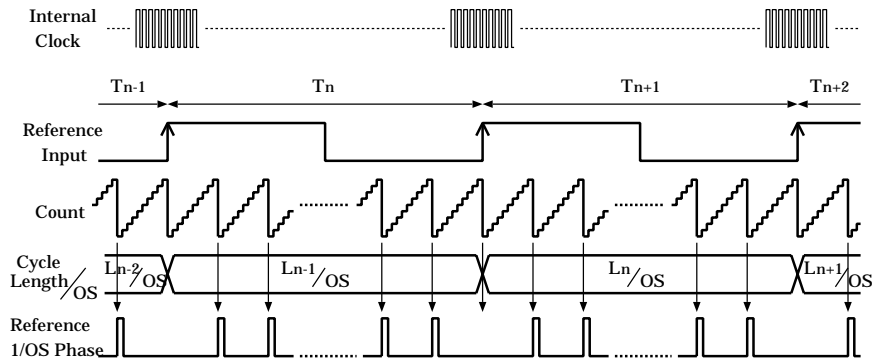 Internal
Clock
Tn-1
Tn
Tn+1
Tn+2
Reference
Input
Count
Cycle
Length/OS
Ln-2/OS
Ln-1/OS
Ln/OS
Ln+1/OS
Reference
1/OS Phase